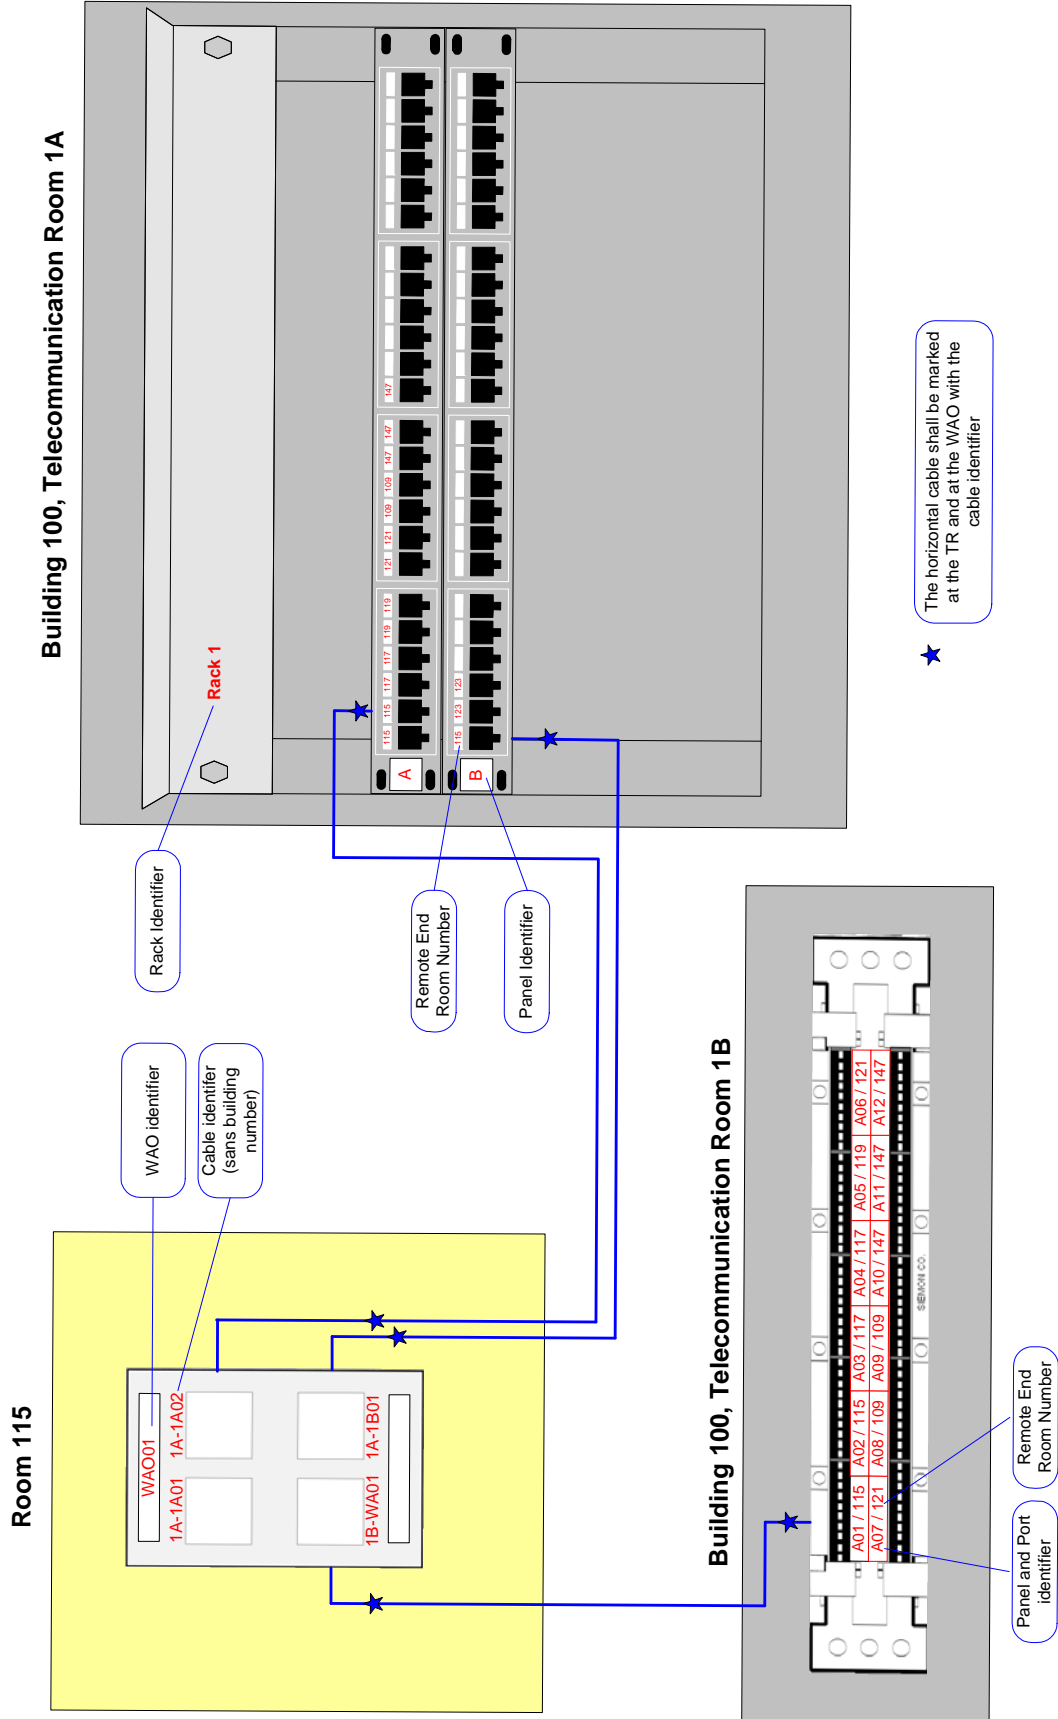 Building 100, Telecommunication Room 1A
Rack 1
A
115
115
117
117
119
119
121
121
109
109
147
147
147
B
115
123
123
Rack Identifier
Remote End
Room Number
Panel Identifier
The horizontal cable shall be marked
at the TR and at the WAO with the
cable identifier
Room 115
WAO01
1A-1A01
1A-1A02
1B-WA01
1A-1B01
WAO identifier
Cable identifer
(sans building
number)
Building 100, Telecommunication Room 1B
A01 / 115
A02 / 115
A03 / 117
A04 / 117
A05 / 119
A06 / 121
A07 / 121
A08 / 109
A09 / 109
A10 / 147
A11 / 147
A12 / 147
SIEMON CO.
Panel and Port
identifier
Remote End
Room Number